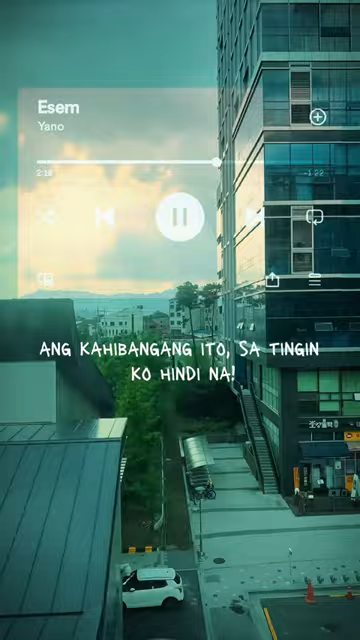 Esem
Yano
2:18
-1:22
ANG KAHIBANGANG ITO, SA TINGIN
KO HINDI NA!